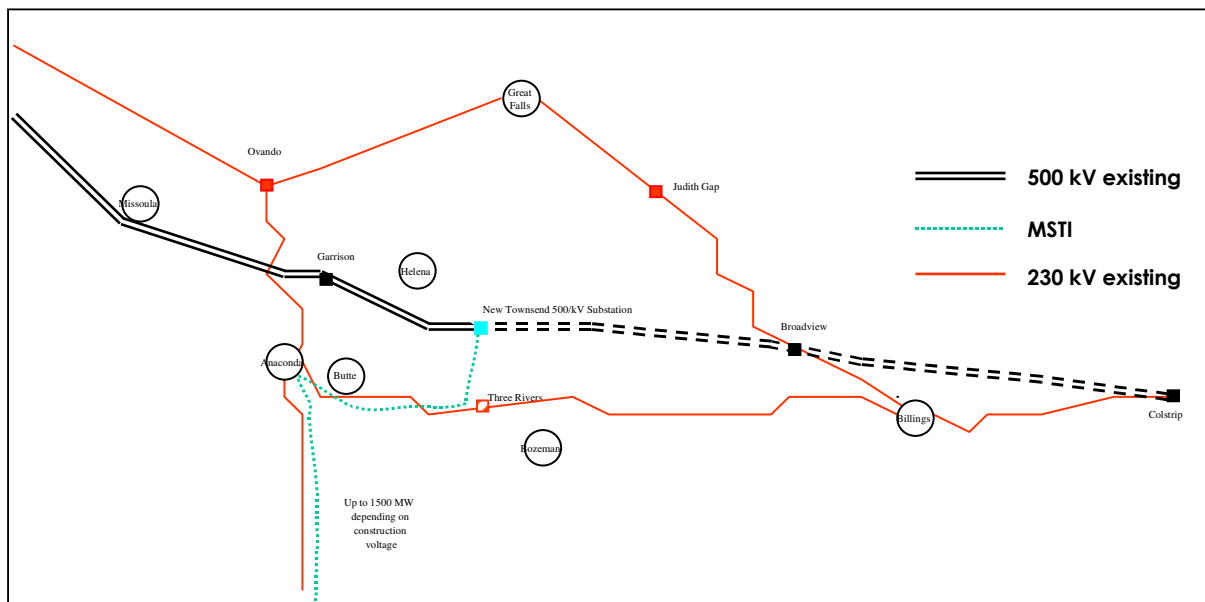 Great
Falls
Ovando
500 kV existing
Judith Gap
Missoula
MSTI
Garrison
Helena
230 kV existing
New Townsend 500/kV Substation
Broadview
Anaconda
Butte
Three Rivers
Billings
Colstrip
Bozeman
Up to 1500 MW
depending on
construction
voltage